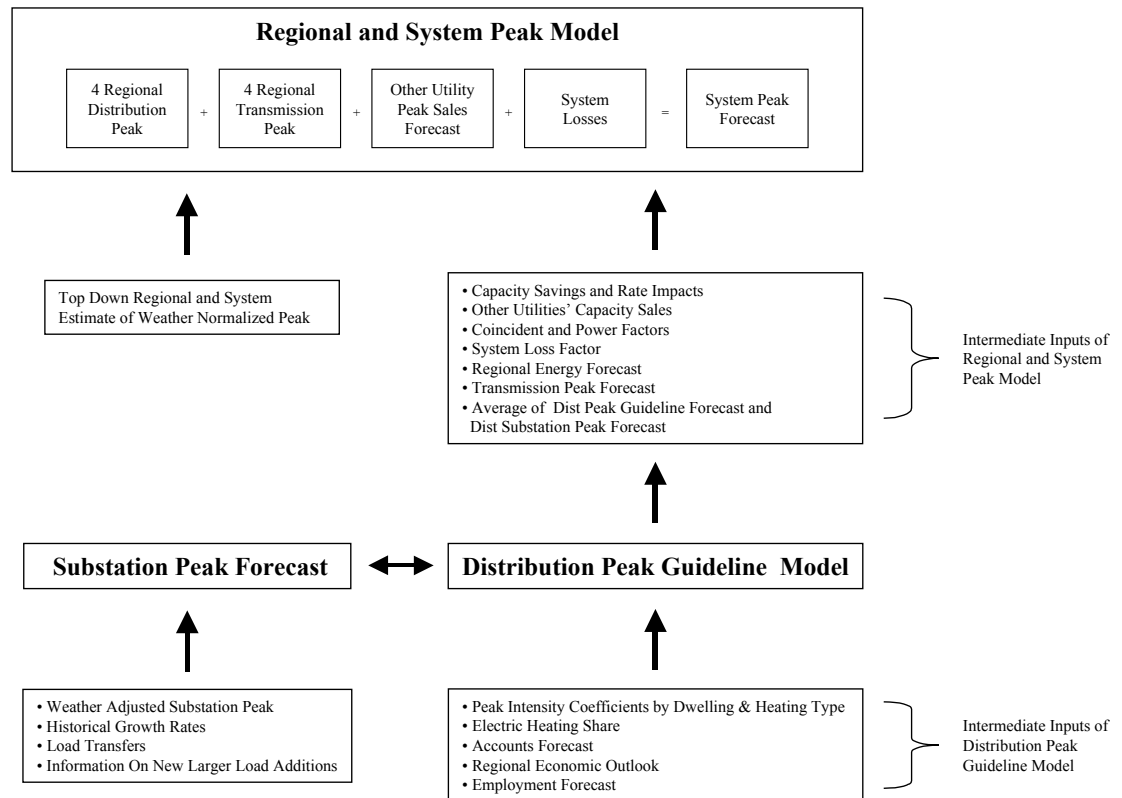 Regional and System Peak Model
4 Regional
Distribution
Peak
+
4 Regional
Transmission
Peak
+
Other Utility
Peak Sales
Forecast
+
System
Losses
=
System Peak
Forecast
Top Down Regional and System
Estimate of Weather Normalized Peak
• Capacity Savings and Rate Impacts
• Other Utilities’ Capacity Sales
• Coincident and Power Factors
• System Loss Factor
• Regional Energy Forecast
• Transmission Peak Forecast
• Average of Dist Peak Guideline Forecast and
Dist Substation Peak Forecast
Intermediate Inputs of
Regional and System
Peak Model
Substation Peak Forecast
Distribution Peak Guideline Model
• Weather Adjusted Substation Peak
• Historical Growth Rates
• Load Transfers
• Information On New Larger Load Additions
• Peak Intensity Coefficients by Dwelling & Heating Type
• Electric Heating Share
• Accounts Forecast
• Regional Economic Outlook
• Employment Forecast
Intermediate Inputs of
Distribution Peak
Guideline Model